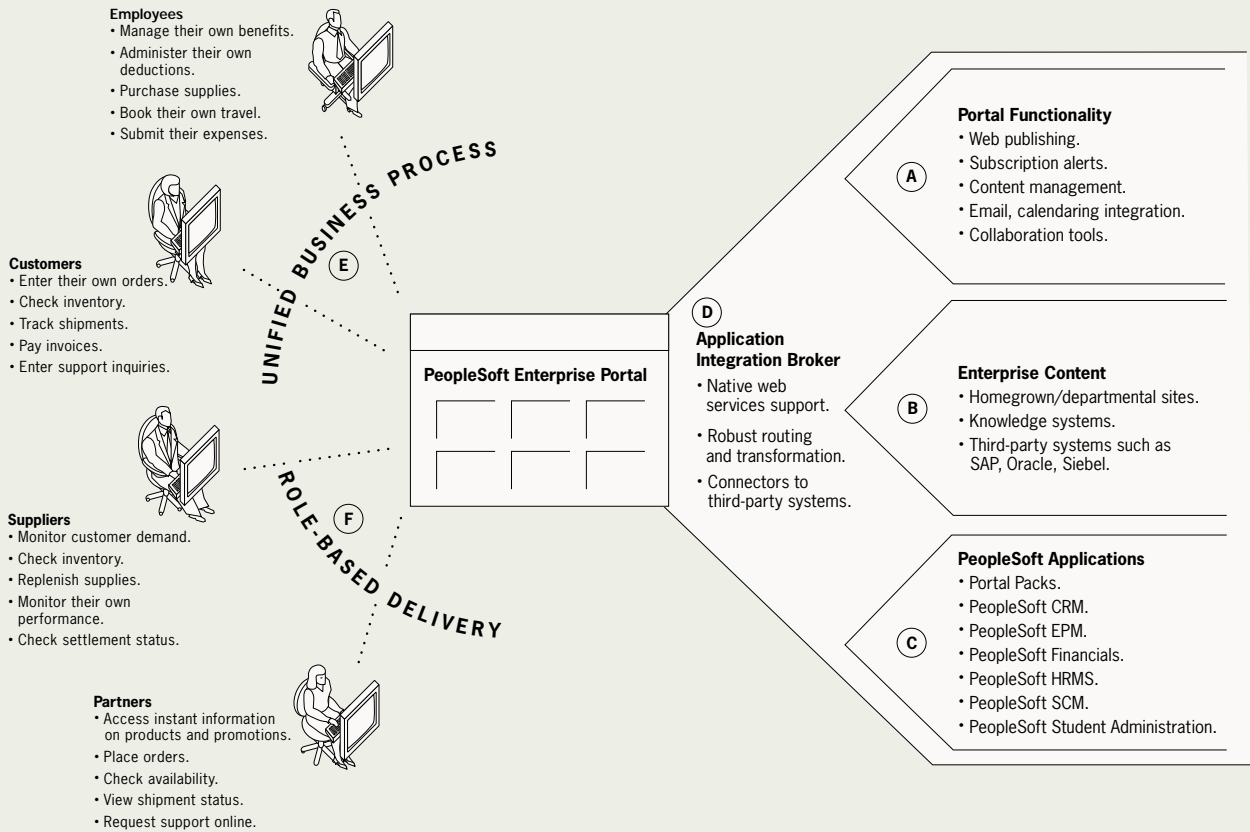 Employees
• Manage their own benefits.
• Administer their own
deductions.
• Purchase supplies.
• Book their own travel.
• Submit their expenses.
Customers
• Enter their own orders.
• Check inventory.
• Track shipments.
• Pay invoices.
• Enter support inquiries.
Suppliers
• Monitor customer demand.
• Check inventory.
• Replenish supplies.
• Monitor their own
performance.
• Check settlement status.
Partners
• Access instant information
on products and promotions.
• Place orders.
• Check availability.
• View shipment status.
• Request support online.
UNIFIED BUSINESS PROCESS
E
ROLE-BASED DELIVERY
F
PeopleSoft Enterprise Portal
D
Application
Integration Broker
• Native web
services support.
• Robust routing
and transformation.
• Connectors to
third-party systems.
A
Portal Functionality
• Web publishing.
• Subscription alerts.
• Content management.
• Email, calendaring integration.
• Collaboration tools.
B
Enterprise Content
• Homegrown/departmental sites.
• Knowledge systems.
• Third-party systems such as
SAP, Oracle, Siebel.
C
PeopleSoft Applications
• Portal Packs.
• PeopleSoft CRM.
• PeopleSoft EPM.
• PeopleSoft Financials.
• PeopleSoft HRMS.
• PeopleSoft SCM.
• PeopleSoft Student Administration.